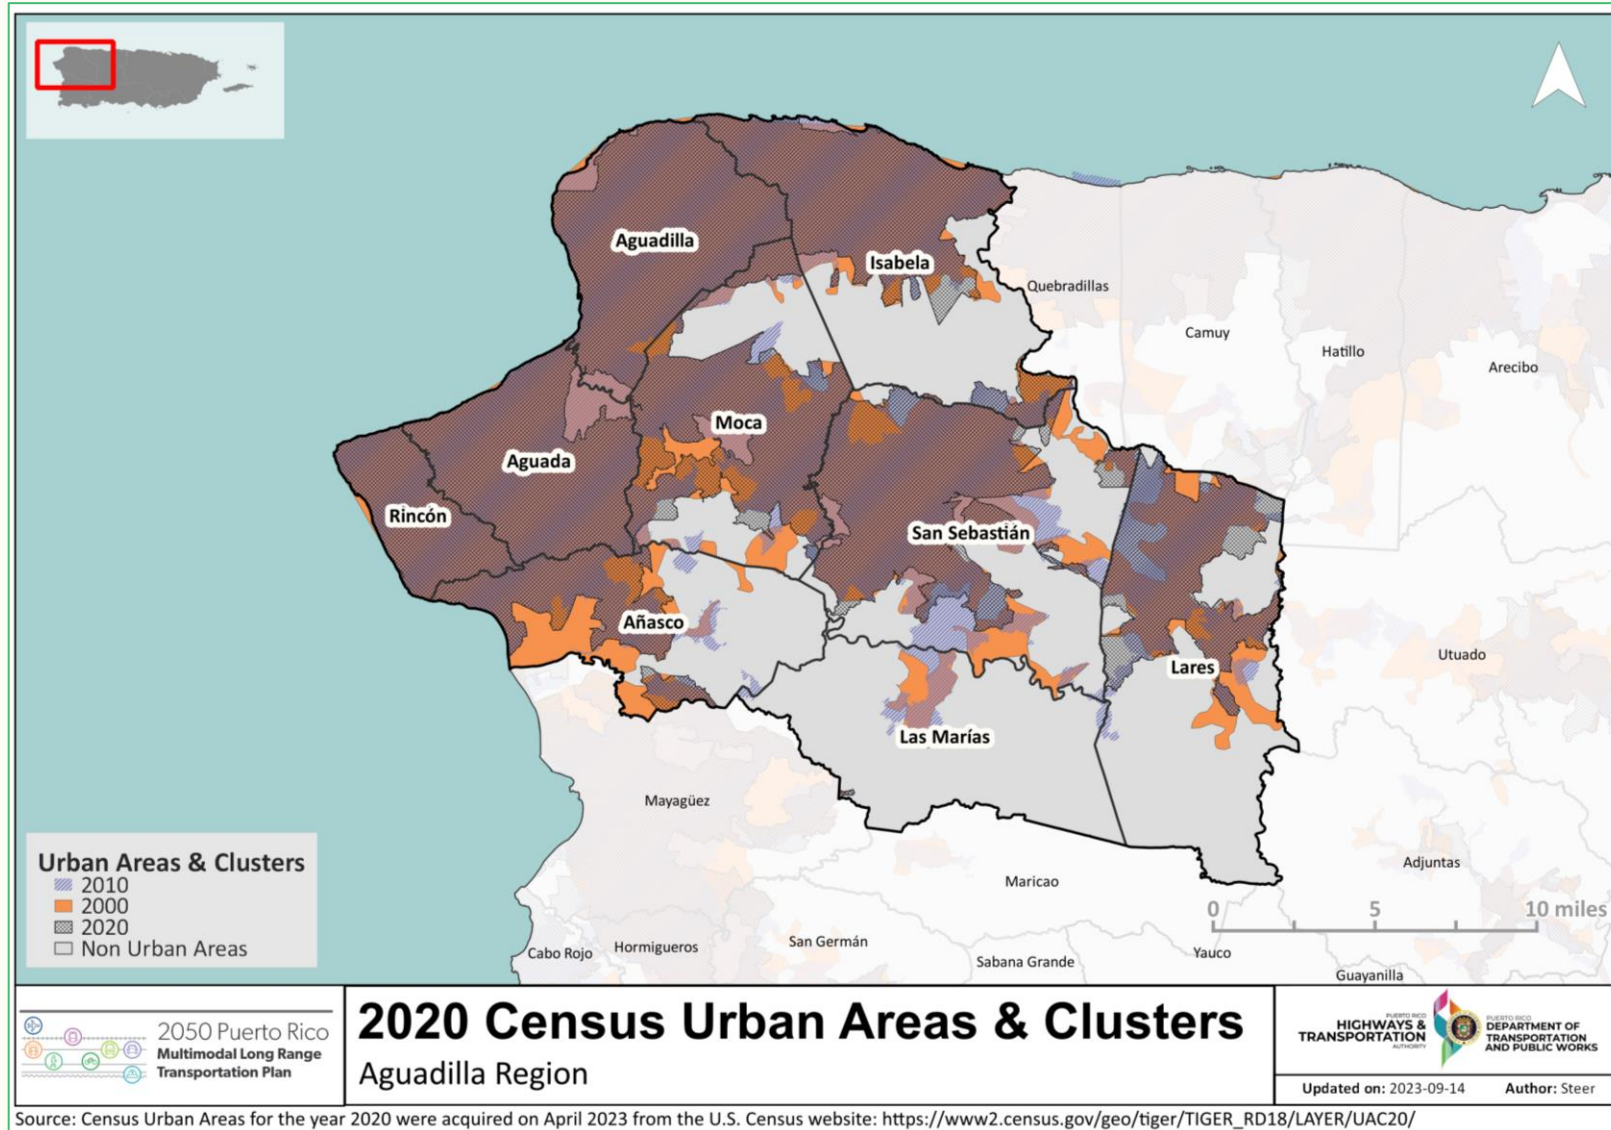 Aguadilla
Isabela
Quebradillas
Camuy
Hatillo
Arecibo
Moca
Aguada
Rincón
San Sebastián
Añasco
Lares
Utuado
Las Marías
Mayagüez
Maricao
Adjuntas
Cabo Rojo
Hormigueros
San Germán
Sabana Grande
Yauco
Guayanilla
0 5 10 miles
Urban Areas & Clusters
2010
2000
2020
Non Urban Areas
2050 Puerto Rico
Multimodal Long Range
Transportation Plan
2020 Census Urban Areas & Clusters
Aguadilla Region
PUERTO RICO
HIGHWAYS &
TRANSPORTATION
AUTHORITY
PUERTO RICO
DEPARTMENT OF
TRANSPORTATION
AND PUBLIC WORKS
Updated on: 2023-09-14 Author: Steer
Source: Census Urban Areas for the year 2020 were acquired on April 2023 from the U.S. Census website: https://www2.census.gov/geo/tiger/TIGER_RD18/LAYER/UAC20/